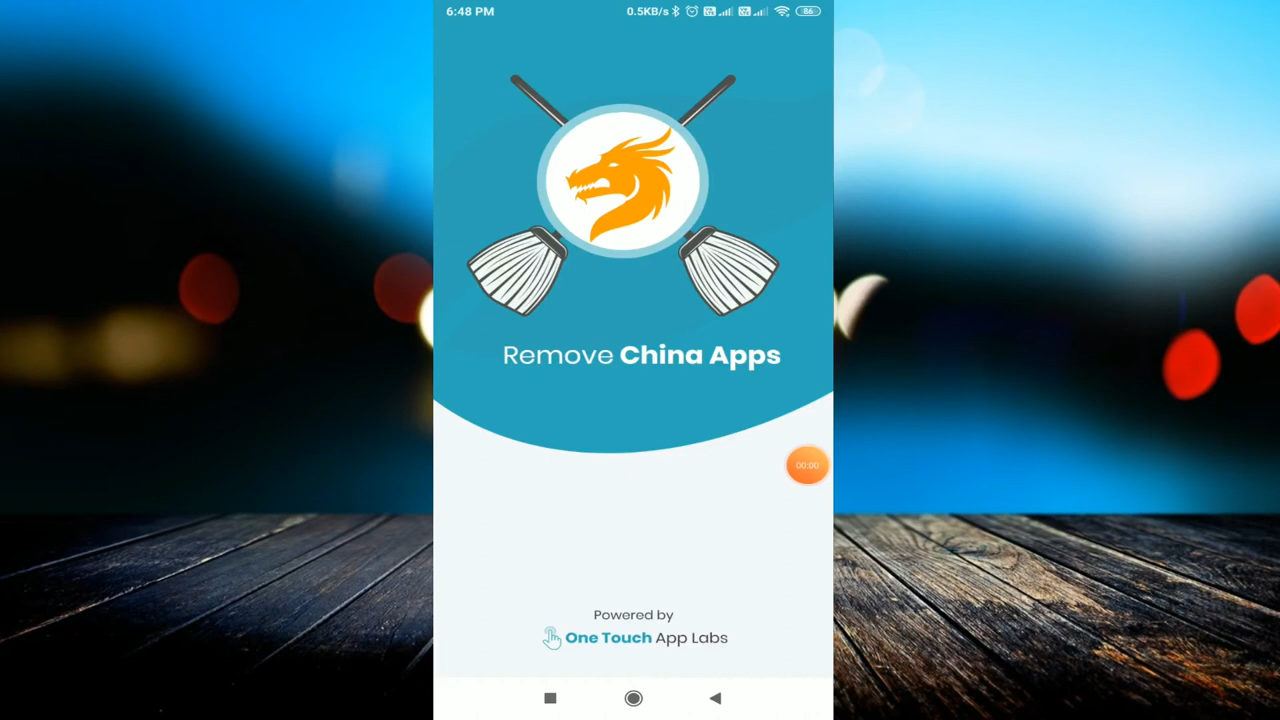 6:48 PM
0.5KB/s
86
Remove China Apps
00:00
Powered by
One Touch App Labs